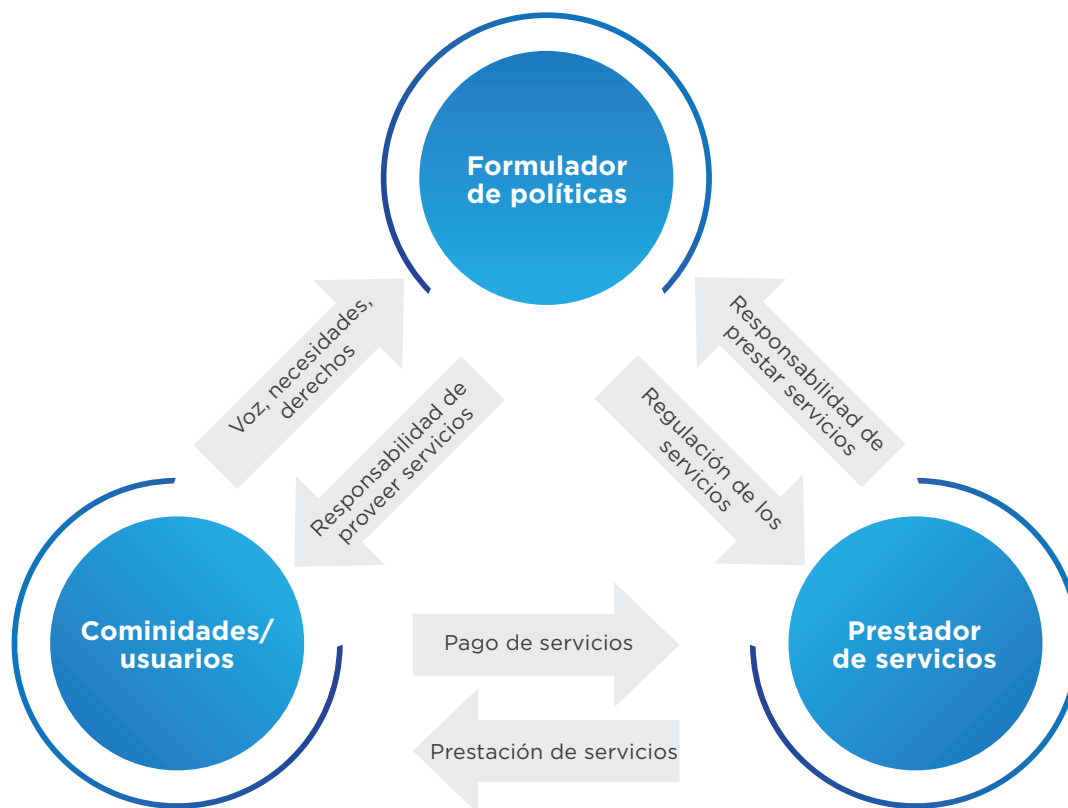 Formulador
de políticas
Voz, necesidades,
derechos
Responsabilidad de
proveer servicios
Regulación de los
servicios
Responsabilidad de
prestar servicios
Cominidades/
usuarios
Pago de servicios
Prestación de servicios
Prestador
de servicios